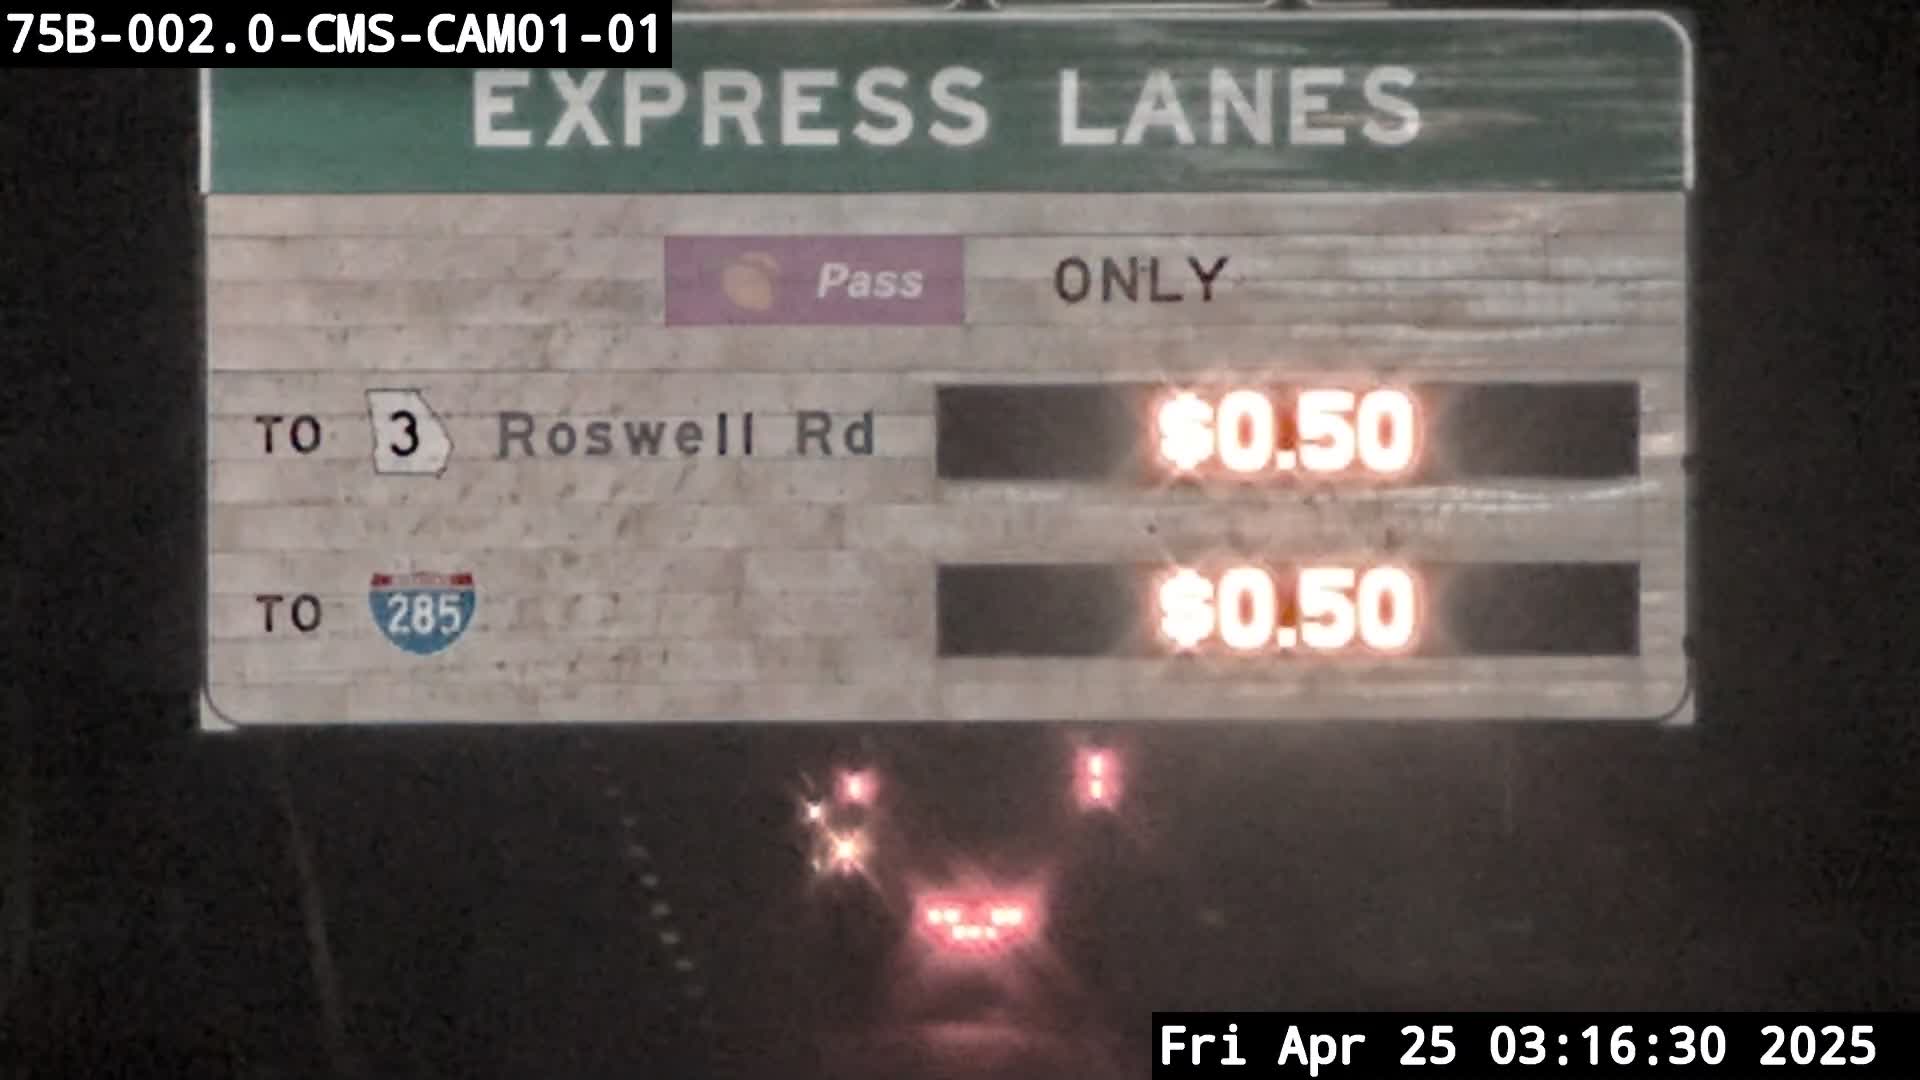 75B-002.0-CMS-CAM01-01
EXPRESS LANES
Pass ONLY
TO 3 Roswell Rd $0.50
TO 285 $0.50
Fri Apr 25 03:16:30 2025